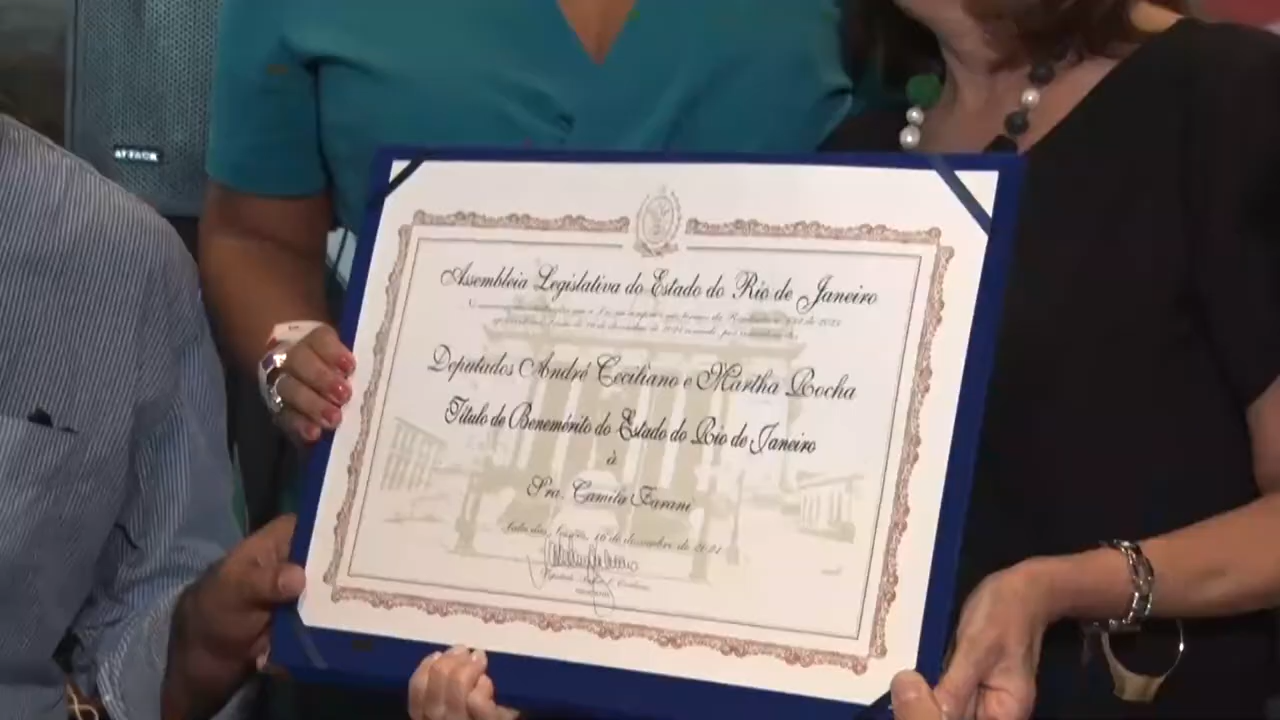 ATTACK
Assembleia Legislativa do Estado do Rio de Janeiro
Deputados André Ceciliano e Martha Rocha
Título de Benemérito do Estado do Rio de Janeiro
à
Sra. Camila Farani
Sala das Sessões, 16 de dezembro de 2021